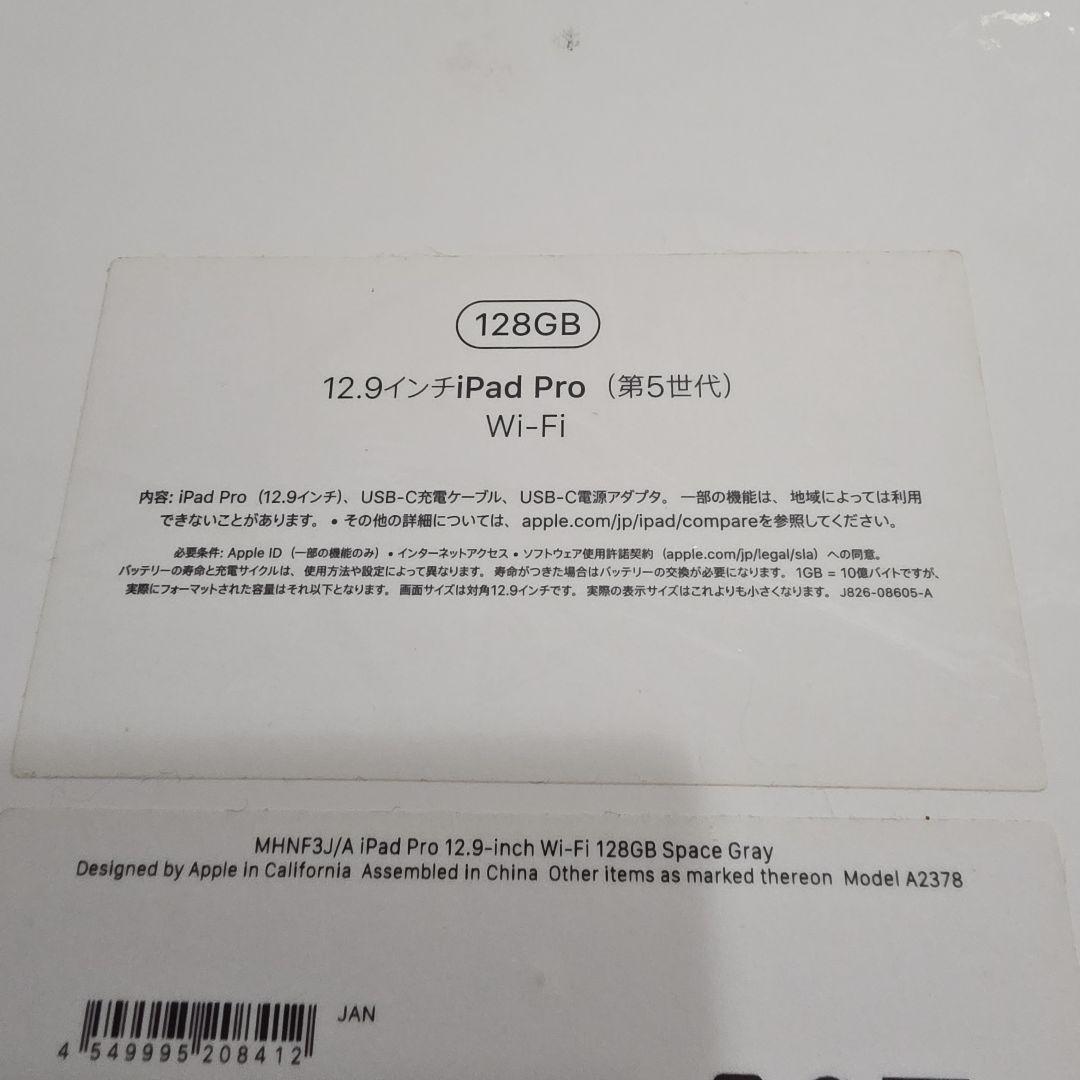 128GB
12.9インチiPad Pro（第5世代）
Wi-Fi
内容: iPad Pro（12.9インチ）、USB-C充電ケーブル、USB-C電源アダプタ。一部の機能は、地域によっては利用
できないことがあります。• その他の詳細については、apple.com/jp/ipad/compareを参照してください。
必要条件: Apple ID（一部の機能のみ）• インターネットアクセス • ソフトウェア使用許諾契約（apple.com/jp/legal/sla）への同意。
バッテリーの寿命と充電サイクルは、使用方法や設定によって異なります。寿命がつきた場合はバッテリーの交換が必要になります。1GB = 10億バイトですが、
実際にフォーマットされた容量はそれ以下となります。画面サイズは対角12.9インチです。実際の表示サイズはこれよりも小さくなります。J826-08605-A
MHNF3J/A iPad Pro 12.9-inch Wi-Fi 128GB Space Gray
Designed by Apple in California Assembled in China Other items as marked thereon Model A2378
JAN
4 549995 208412